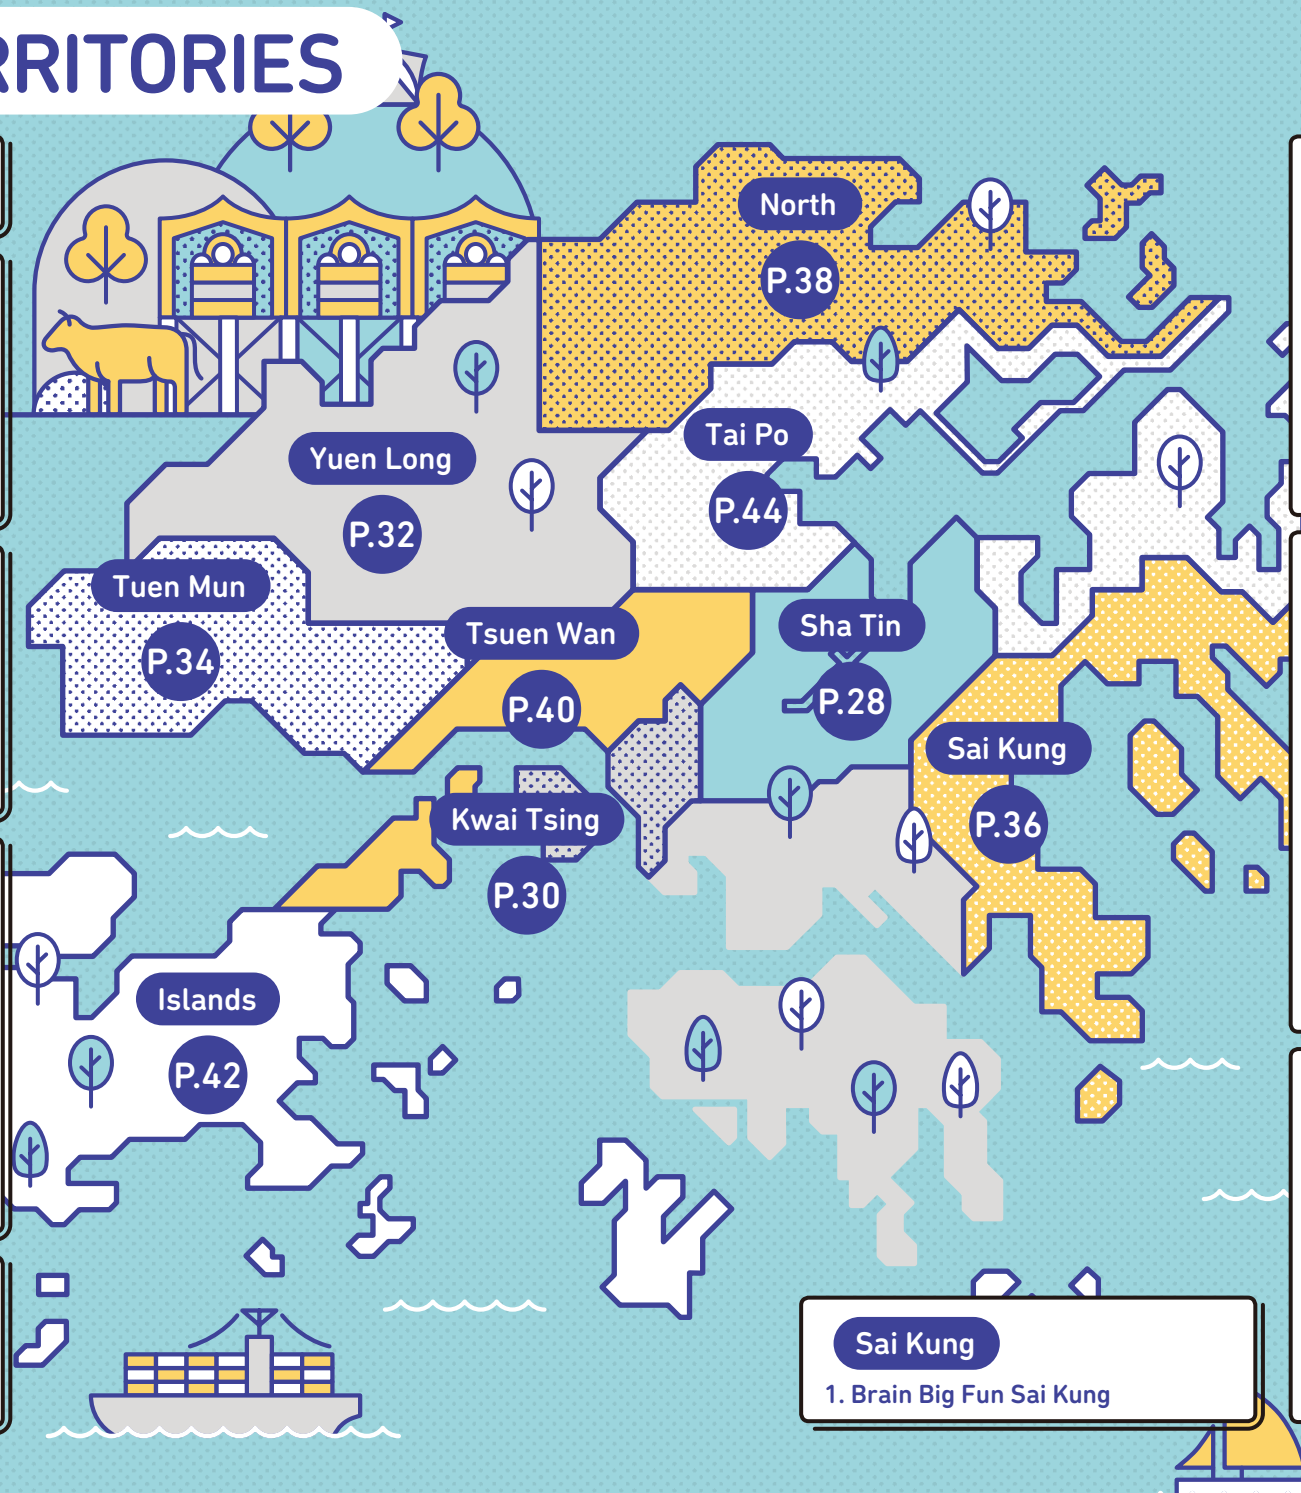 RRITORIES
North
P.38
Tai Po
P.44
Yuen Long
P.32
Tuen Mun
P.34
Tsuen Wan
P.40
Sha Tin
P.28
Sai Kung
P.36
Kwai Tsing
P.30
Islands
P.42
Sai Kung
1. Brain Big Fun Sai Kung